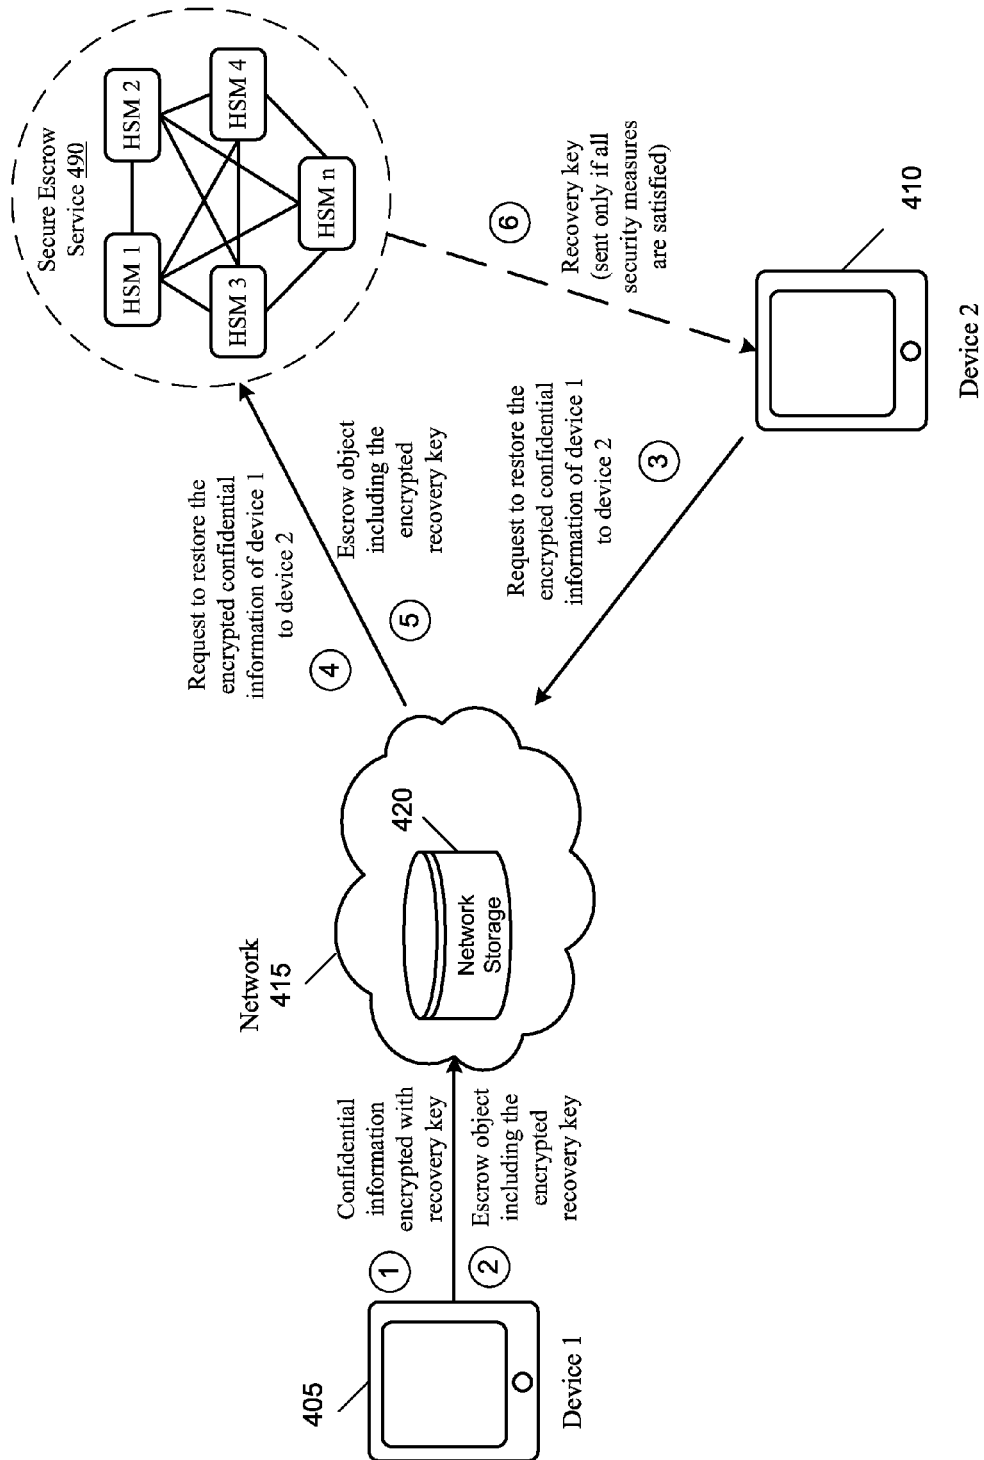 405
Device 1
1
Confidential
information
encrypted with
recovery key
2
Escrow object
including the
encrypted
recovery key
Network
415
420
Network
Storage
Request to restore the
encrypted confidential
information of device 1
to device 2
4
5
Escrow object
including the
encrypted
recovery key
Request to restore the
encrypted confidential
information of device 1
to device 2
3
Secure Escrow
Service 490
HSM 1
HSM 2
HSM 3
HSM 4
HSM n
6
Recovery key
(sent only if all
security measures
are satisfied)
410
Device 2